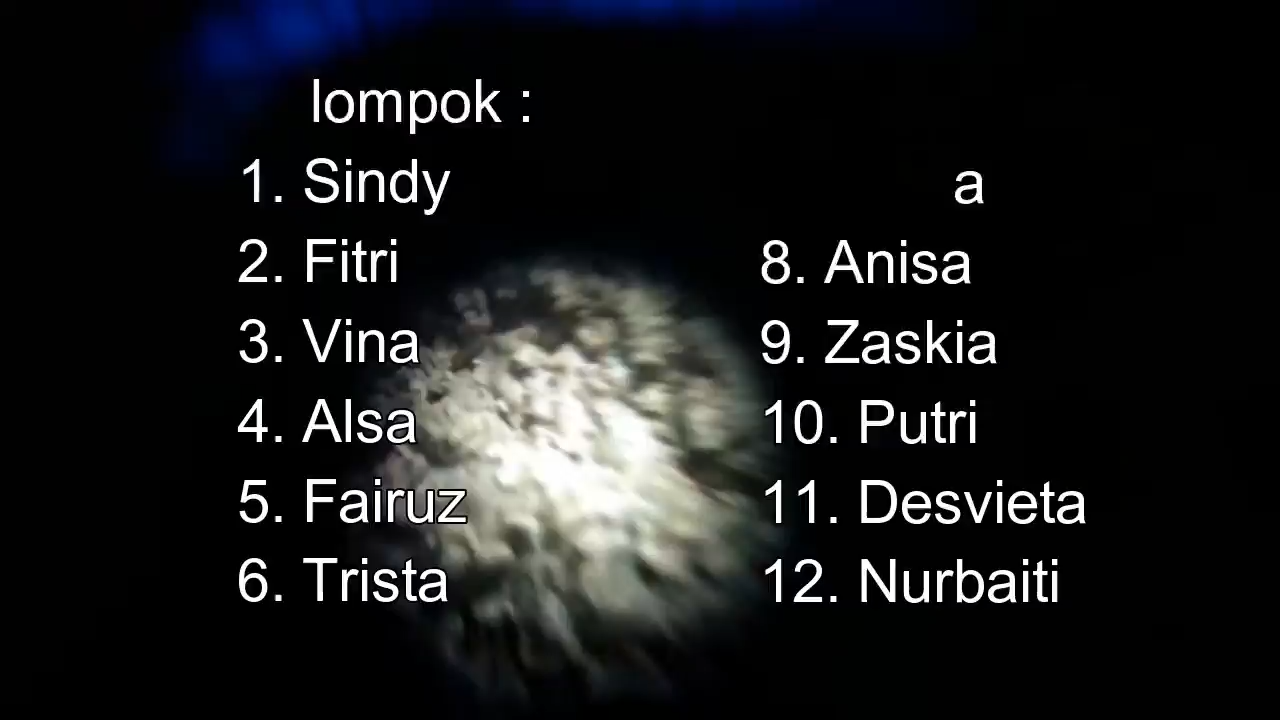 lompok :
1. Sindy
2. Fitri
3. Vina
4. Alsa
5. Fairuz
6. Trista
a
8. Anisa
9. Zaskia
10. Putri
11. Desvieta
12. Nurbaiti